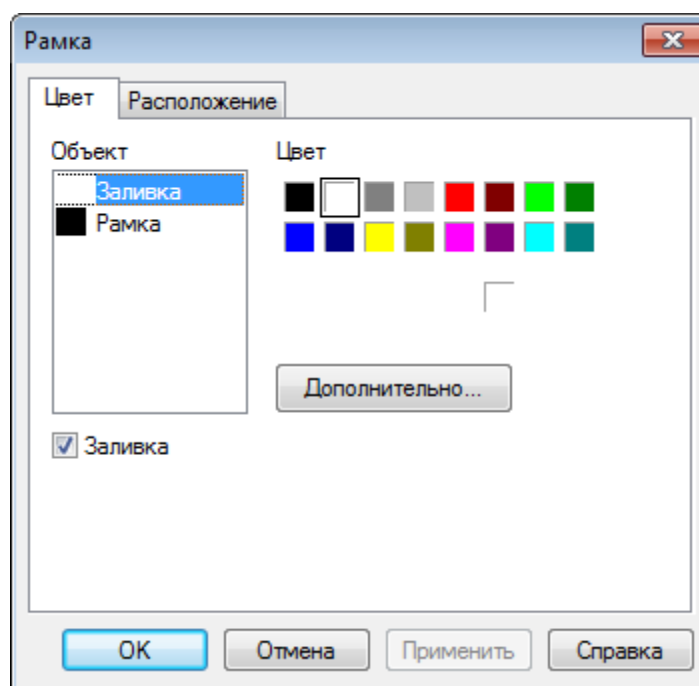 Рамка
Цвет Расположение
Объект Цвет
Заливка
Рамка
Дополнительно...
Заливка
OK Отмена Применить Справка